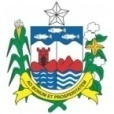 AD BONUM ET PROSPERITATEM